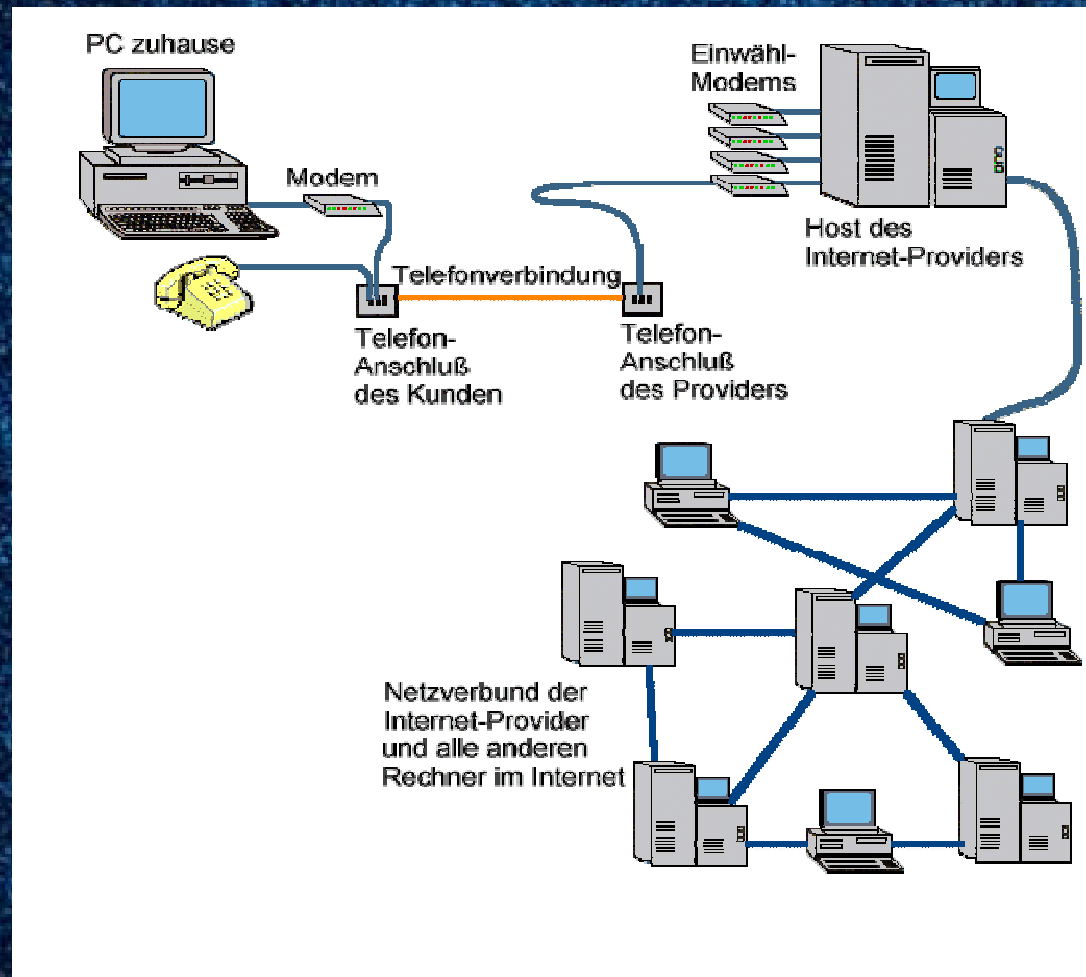 PC zuhause
Einwähl-
Modems
Modem
Host des
Internet-Providers
Telefonverbindung
Telefon-
Anschluß
des Kunden
Telefon-
Anschluß
des Providers
Netzverbund der
Internet-Provider
und alle anderen
Rechner im Internet